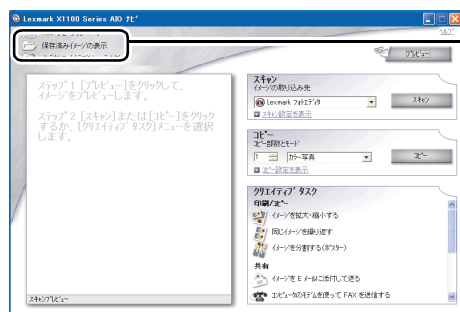 Lexmark X1100 Series AIO ナビ
ヘルプ
保存済みイメージの表示
プレビュー
ステップ 1 [プレビュー]をクリックして、
イメージをプレビューします。
ステップ 2 [スキャン]または[コピー]をクリック
するか、[クリエイティブ タスク]メニューを選択
します。
スキャン/プレビュー
スキャン
イメージの取り込み先
Lexmark フォトエディタ
スキャン
スキャン設定を表示
コピー
コピー部数とモード
1
カラー写真
コピー
コピー設定を表示
クリエイティブ タスク
印刷/コピー
イメージを拡大・縮小する
同じイメージを繰り返す
イメージを分割する(ポスター)
共有
イメージを E メールに添付して送る
コンピュータのモデムを使って FAX を送信する